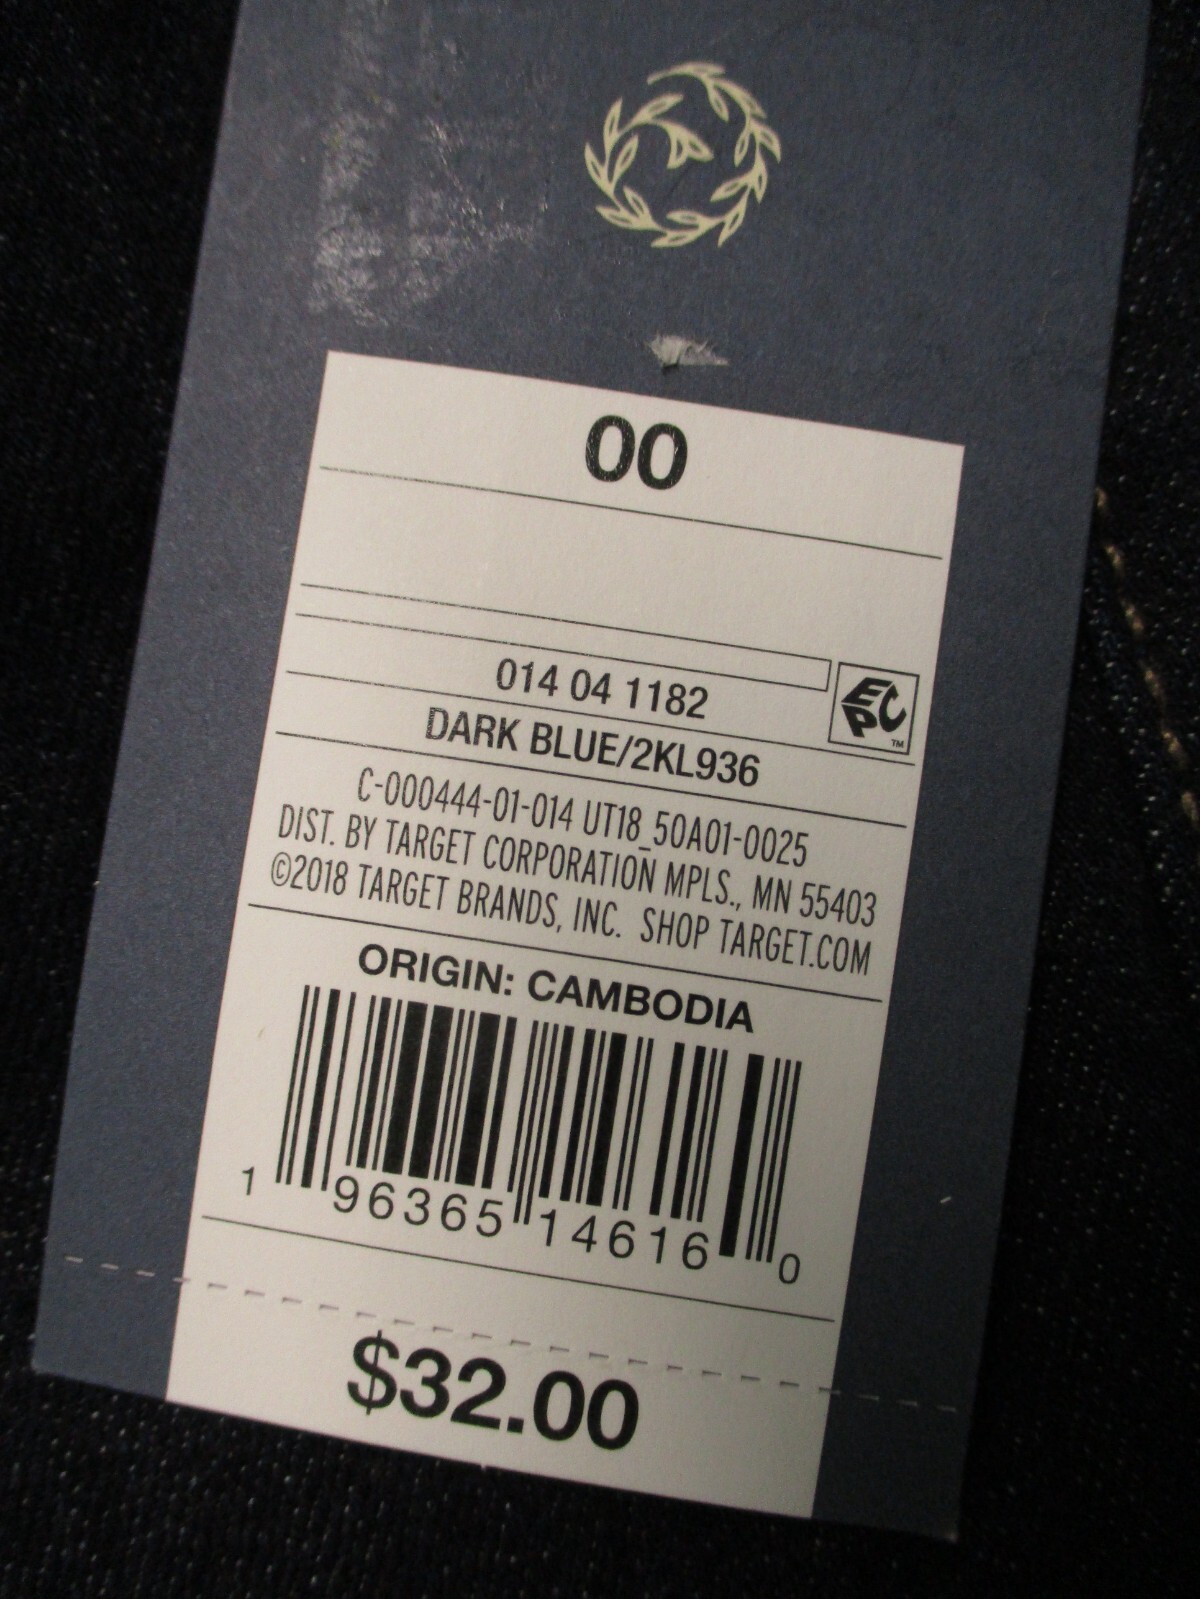 00
014 04 1182
EPC™
DARK BLUE/2KL936
C-000444-01-014 UT18_50A01-0025
DIST. BY TARGET CORPORATION MPLS., MN 55403
©2018 TARGET BRANDS, INC. SHOP TARGET.COM
ORIGIN: CAMBODIA
1 96365 14616 0
$32.00